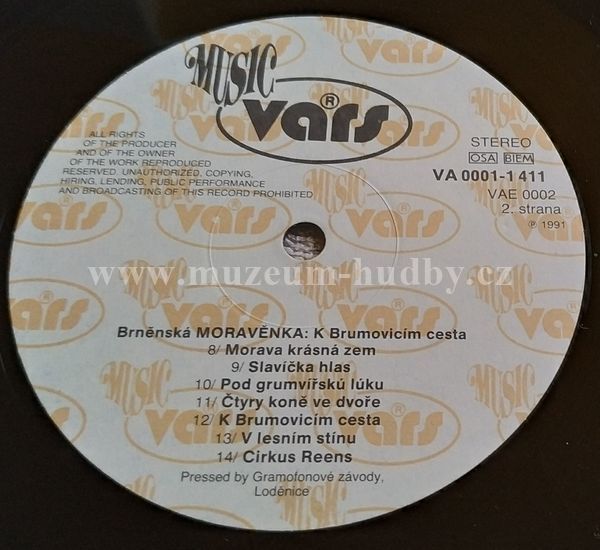 MUSIC
vars ®
ALL RIGHTS
OF THE PRODUCER
AND OF THE OWNER
OF THE WORK REPRODUCED
RESERVED. UNAUTHORIZED, COPYING,
HIRING, LENDING, PUBLIC PERFORMANCE
AND BROADCASTING OF THIS RECORD PROHIBITED
STEREO
OSA BIEM
VA 0001-1 411
VAE 0002
2. strana
℗ 1991
www.muzeum-hudby.cz
Brněnská MORAVĚNKA: K Brumovicím cesta
8/ Morava krásná zem
9/ Slavíčka hlas
10/ Pod grumvířskú lúku
11/ Čtyry koně ve dvoře
12/ K Brumovicím cesta
13/ V lesním stínu
14/ Cirkus Reens
Pressed by Gramofonové závody,
Loděnice